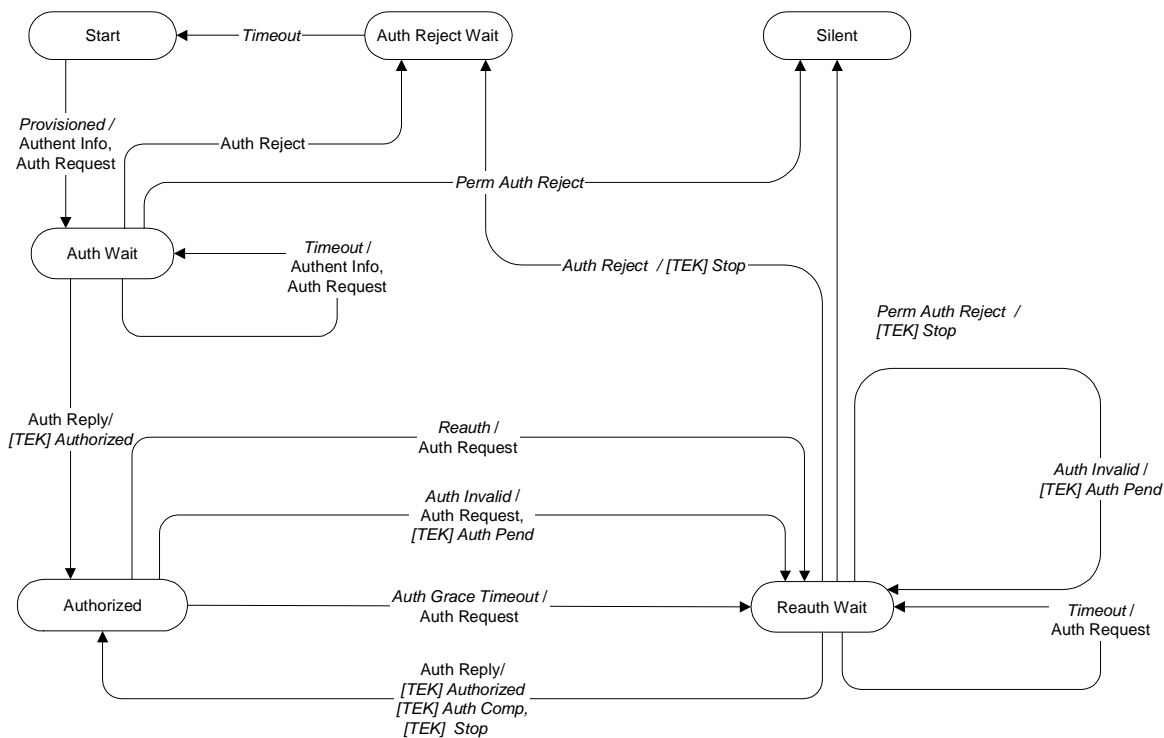 Start
Timeout
Auth Reject Wait
Silent
Provisioned /
Authent Info,
Auth Request
Auth Reject
Perm Auth Reject
Auth Wait
Timeout /
Authent Info,
Auth Request
Auth Reject / [TEK] Stop
Perm Auth Reject /
[TEK] Stop
Auth Reply/
[TEK] Authorized
Reauth /
Auth Request
Auth Invalid /
[TEK] Auth Pend
Auth Invalid /
Auth Request,
[TEK] Auth Pend
Authorized
Auth Grace Timeout /
Auth Request
Reauth Wait
Timeout /
Auth Request
Auth Reply/
[TEK] Authorized
[TEK] Auth Comp,
[TEK] Stop